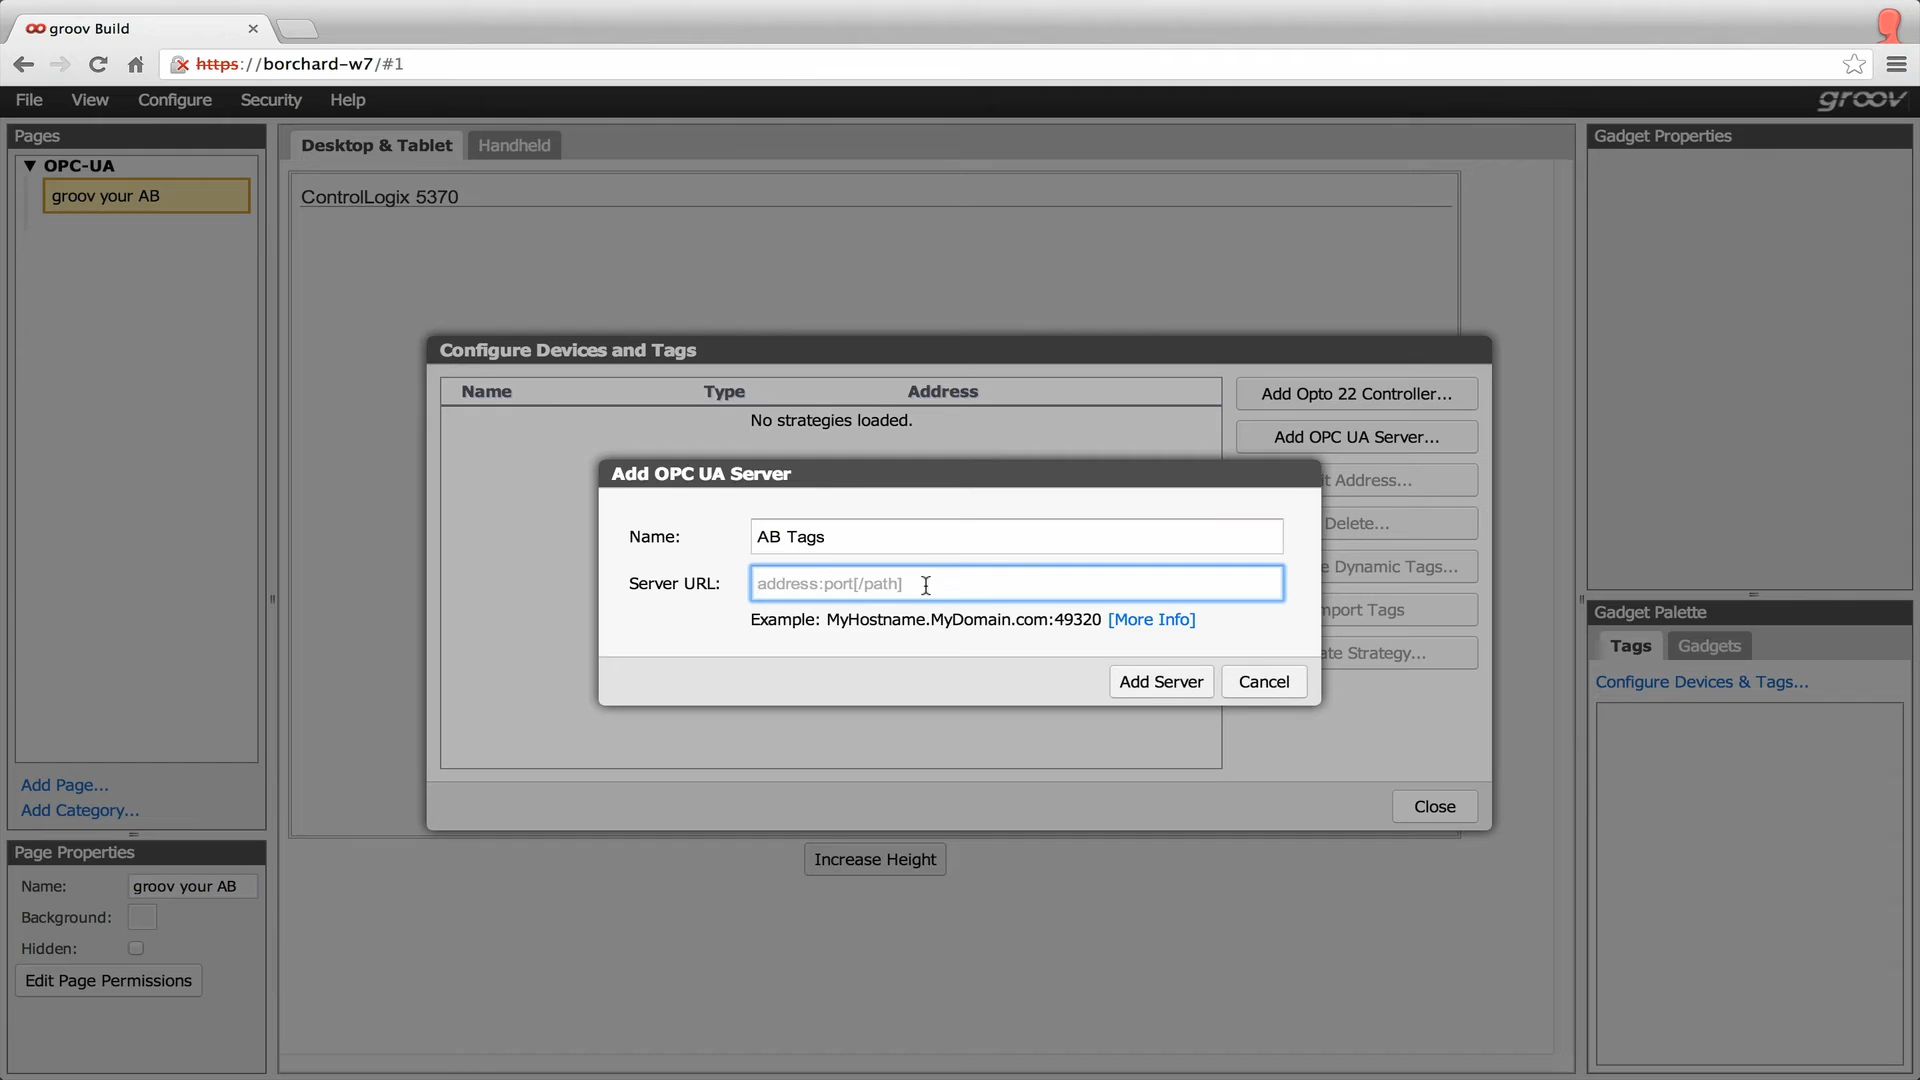 groov Build
https://borchard-w7/#1
File View Configure Security Help
groov
Pages
OPC-UA
groov your AB
Add Page...
Add Category...
Page Properties
Name: groov your AB
Background:
Hidden:
Edit Page Permissions
Desktop & Tablet Handheld
ControlLogix 5370
Configure Devices and Tags
Name Type Address
No strategies loaded.
Add Opto 22 Controller...
Add OPC UA Server...
Address...
Delete...
Dynamic Tags...
Tags
Strategy...
Close
Add OPC UA Server
Name: AB Tags
Server URL: address:port[/path]
Example: MyHostname.MyDomain.com:49320 [More Info]
Add Server Cancel
Increase Height
Gadget Properties
Gadget Palette
Tags Gadgets
Configure Devices & Tags...